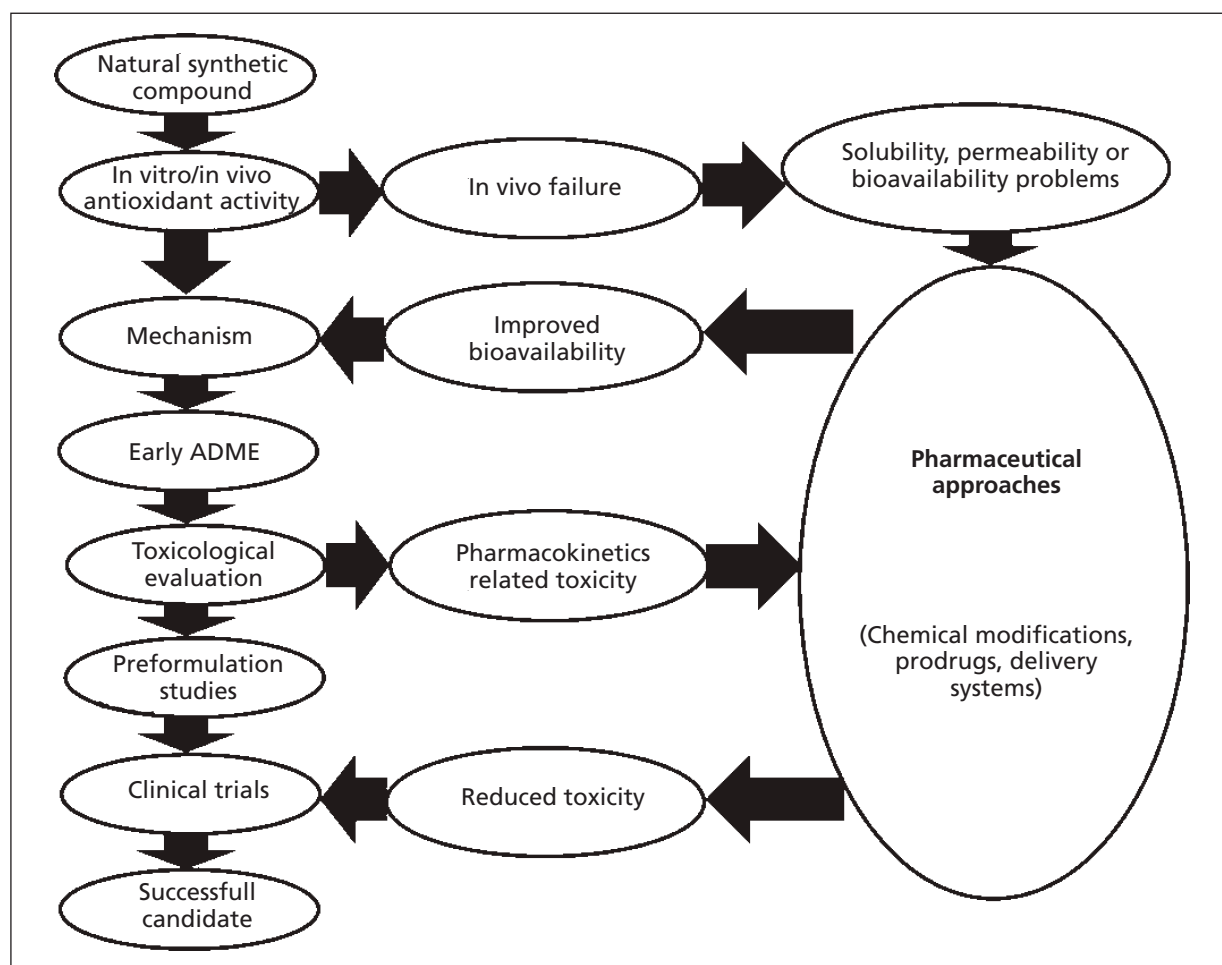 Natural synthetic
compound
In vitro/in vivo
antioxidant activity
In vivo failure
Solubility, permeability or
bioavailability problems
Mechanism
Improved
bioavailability
Early ADME
Pharmaceutical
approaches
(Chemical modifications,
prodrugs, delivery
systems)
Toxicological
evaluation
Pharmacokinetics
related toxicity
Preformulation
studies
Clinical trials
Reduced toxicity
Successfull
candidate